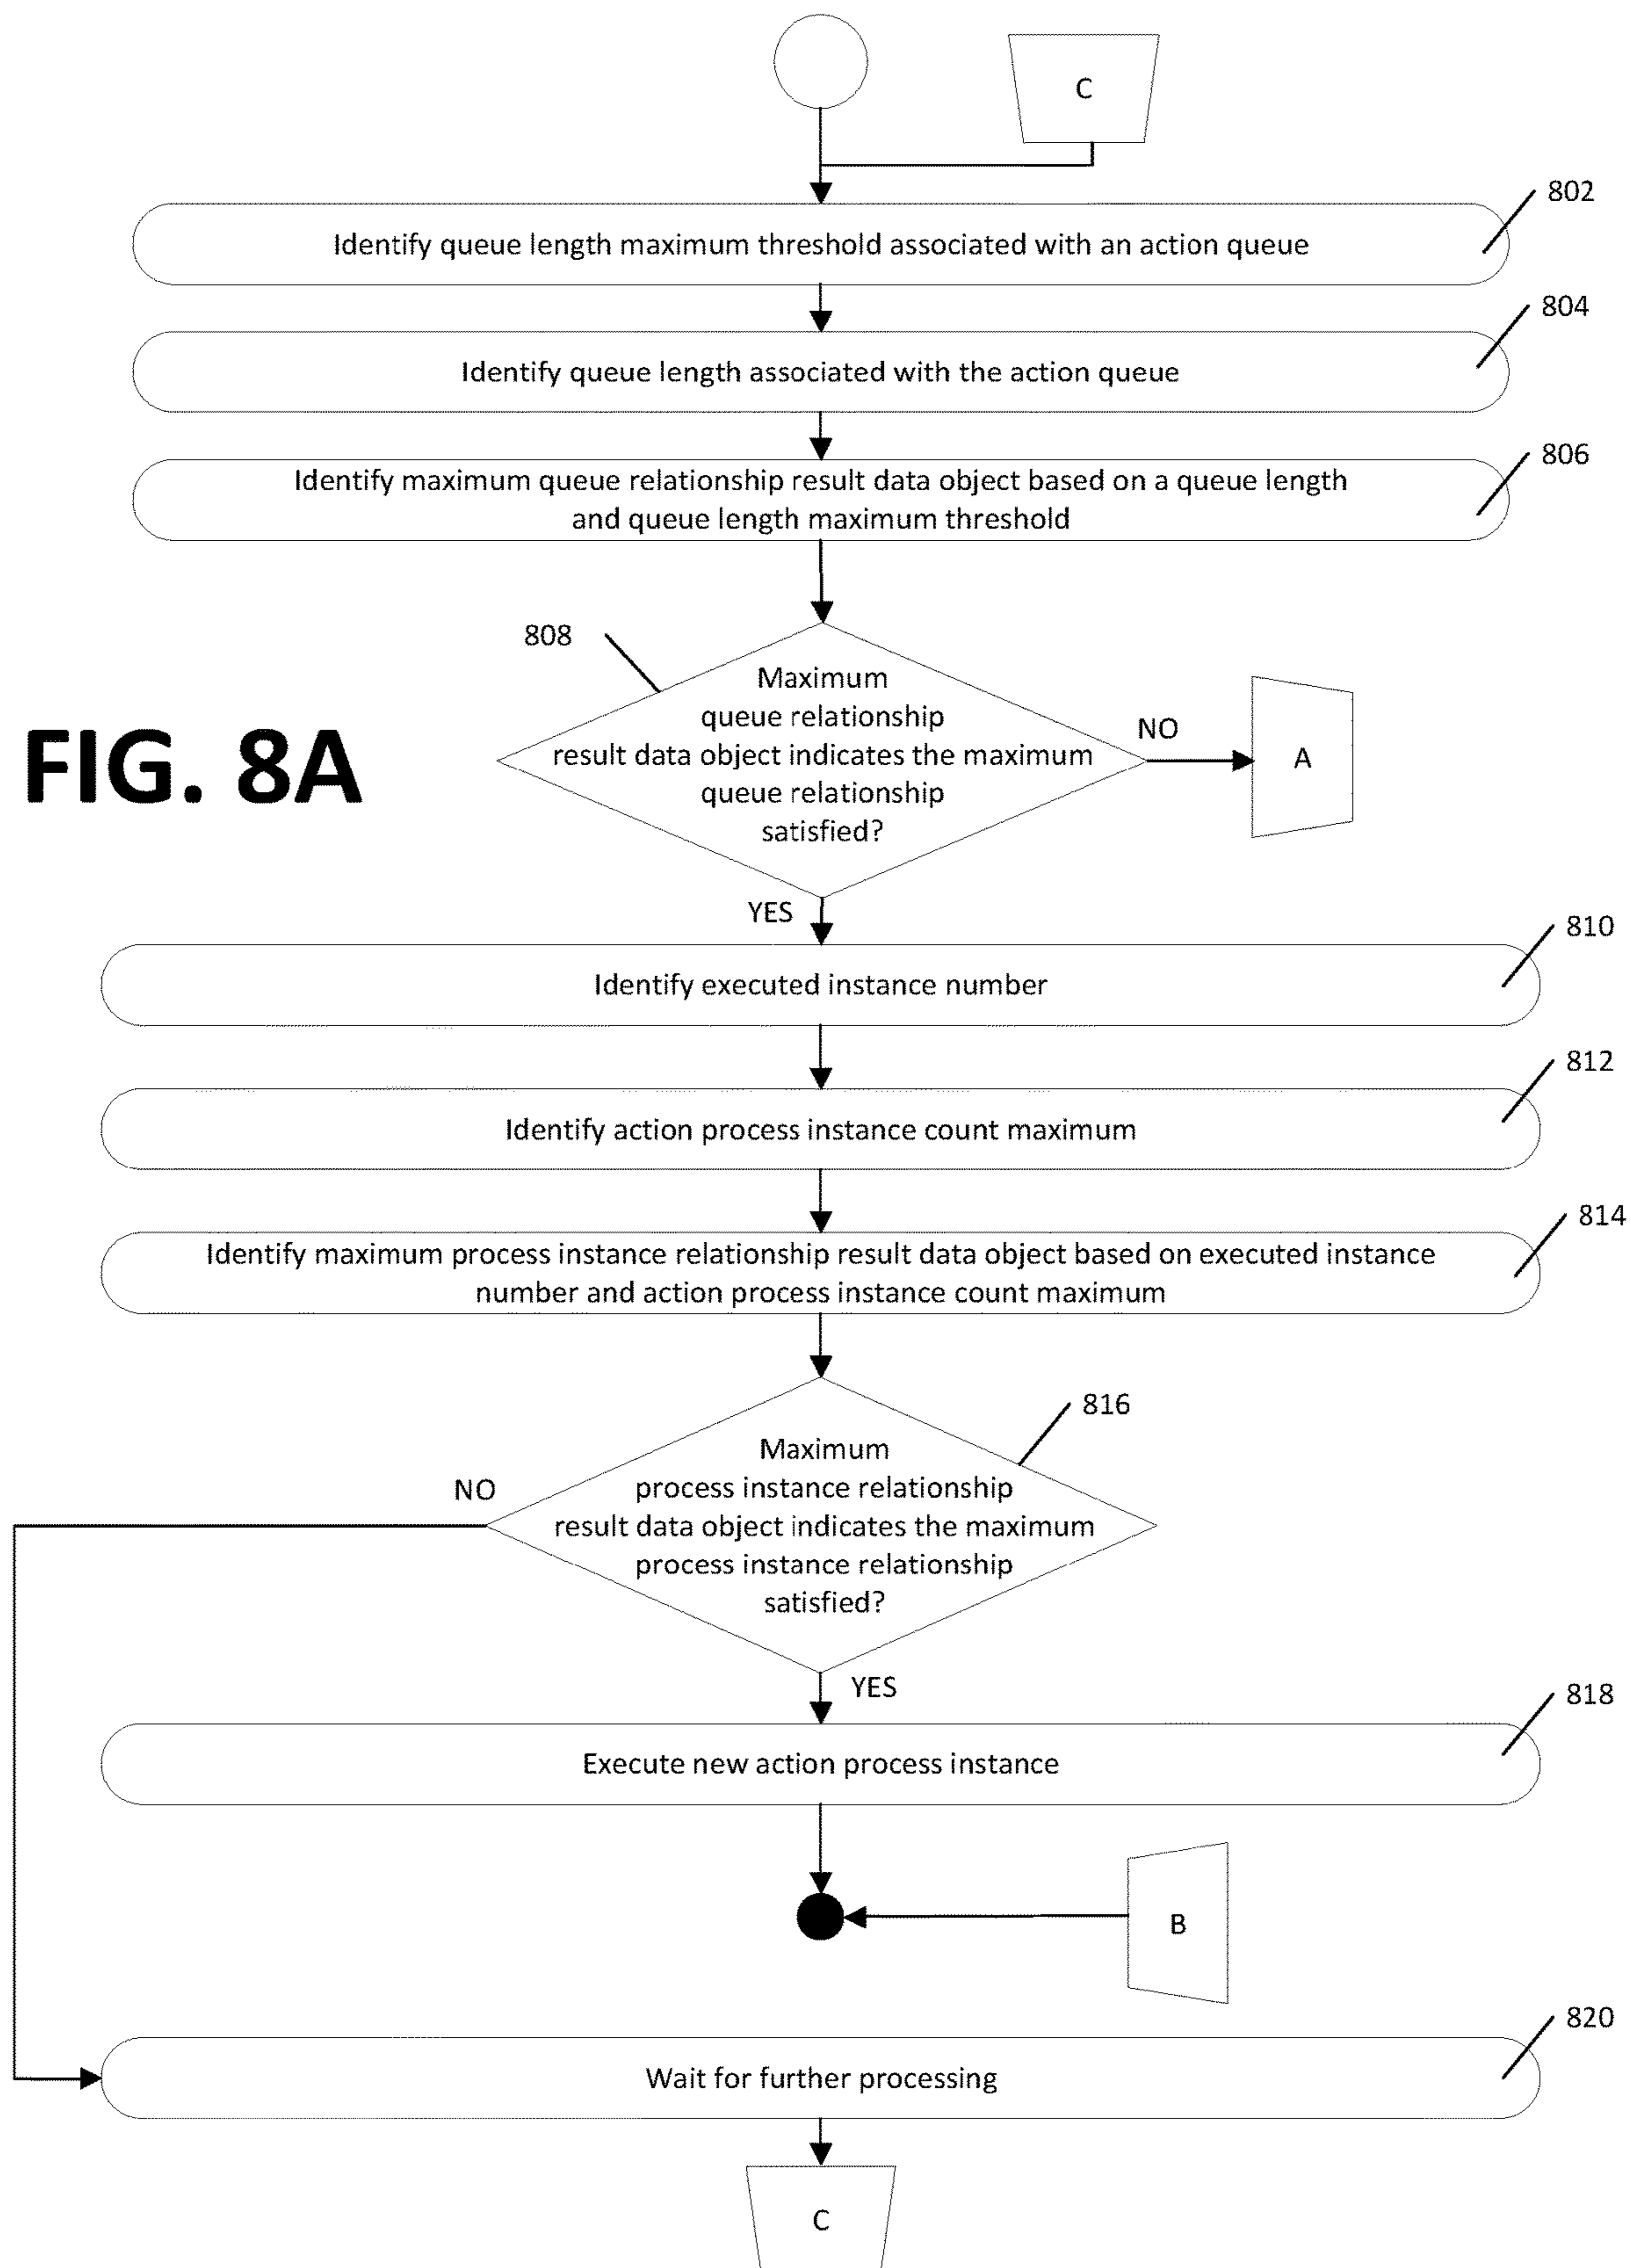 C
802
Identify queue length maximum threshold associated with an action queue
804
Identify queue length associated with the action queue
806
Identify maximum queue relationship result data object based on a queue length
and queue length maximum threshold
808
Maximum
queue relationship
result data object indicates the maximum
queue relationship
satisfied?
NO
A
FIG. 8A
YES
810
Identify executed instance number
812
Identify action process instance count maximum
814
Identify maximum process instance relationship result data object based on executed instance
number and action process instance count maximum
816
Maximum
process instance relationship
result data object indicates the maximum
process instance relationship
satisfied?
NO
YES
818
Execute new action process instance
B
820
Wait for further processing
C